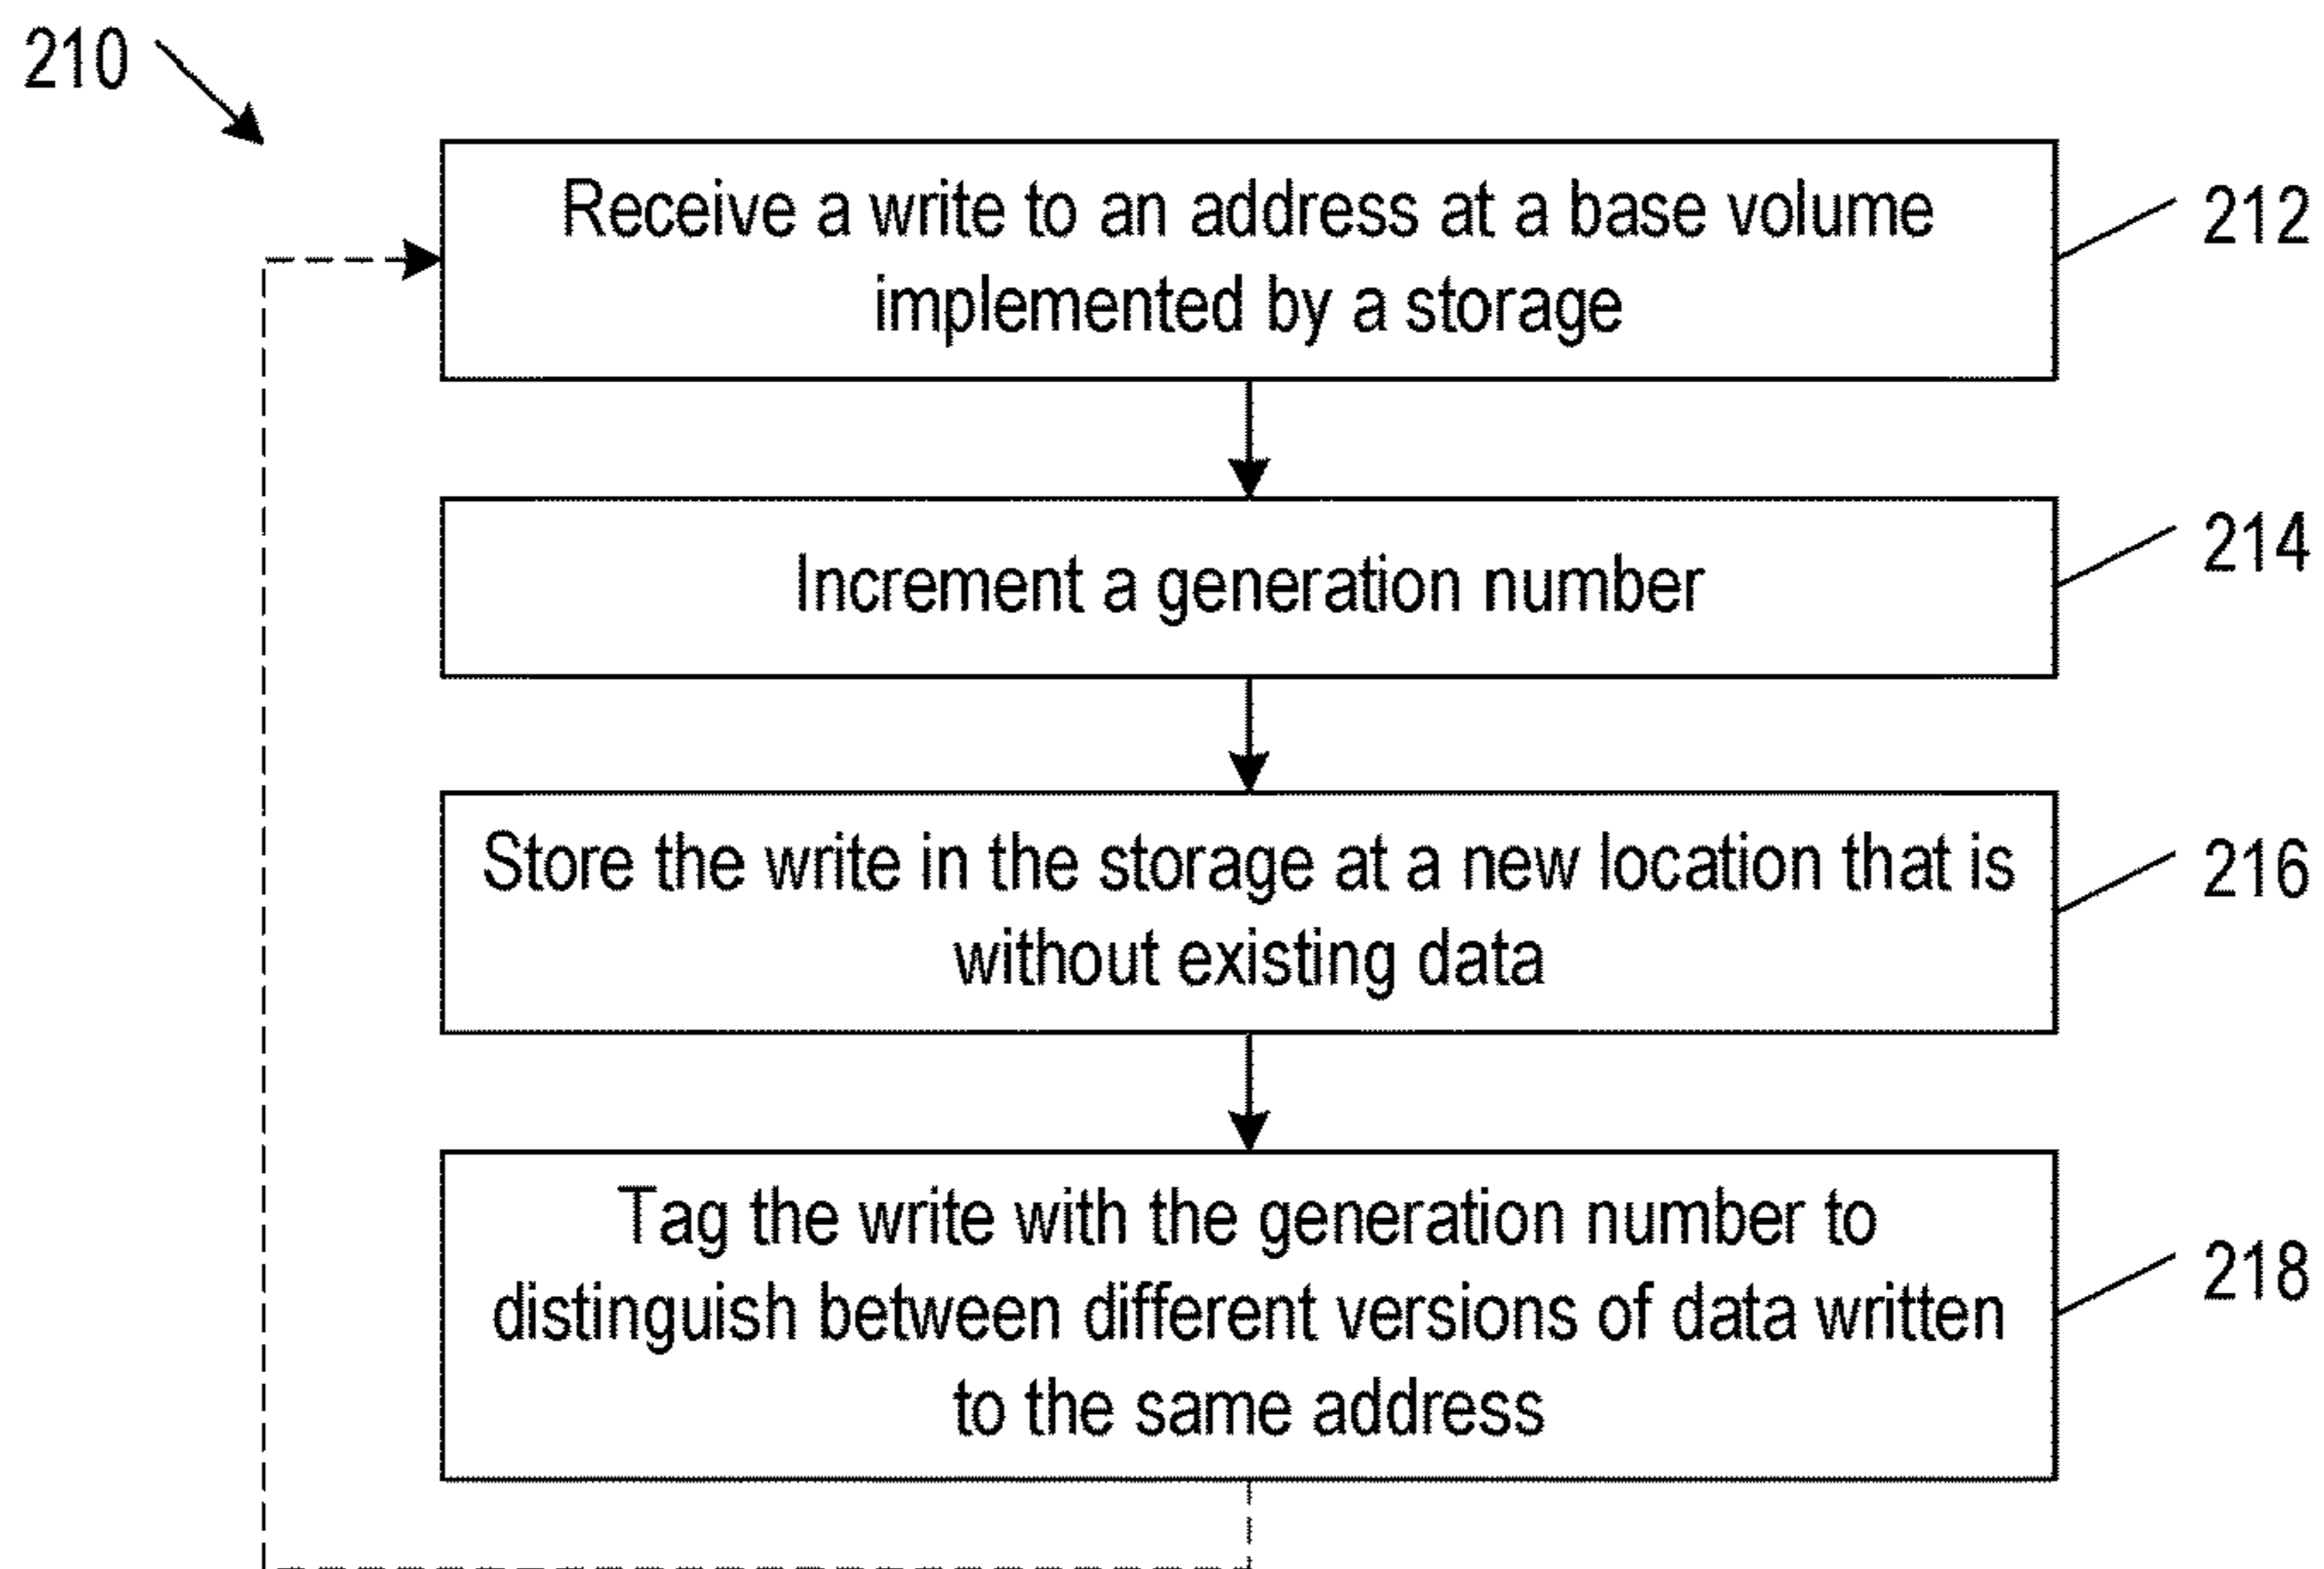 210
Receive a write to an address at a base volume
implemented by a storage
212
Increment a generation number
214
Store the write in the storage at a new location that is
without existing data
216
Tag the write with the generation number to
distinguish between different versions of data written
to the same address
218